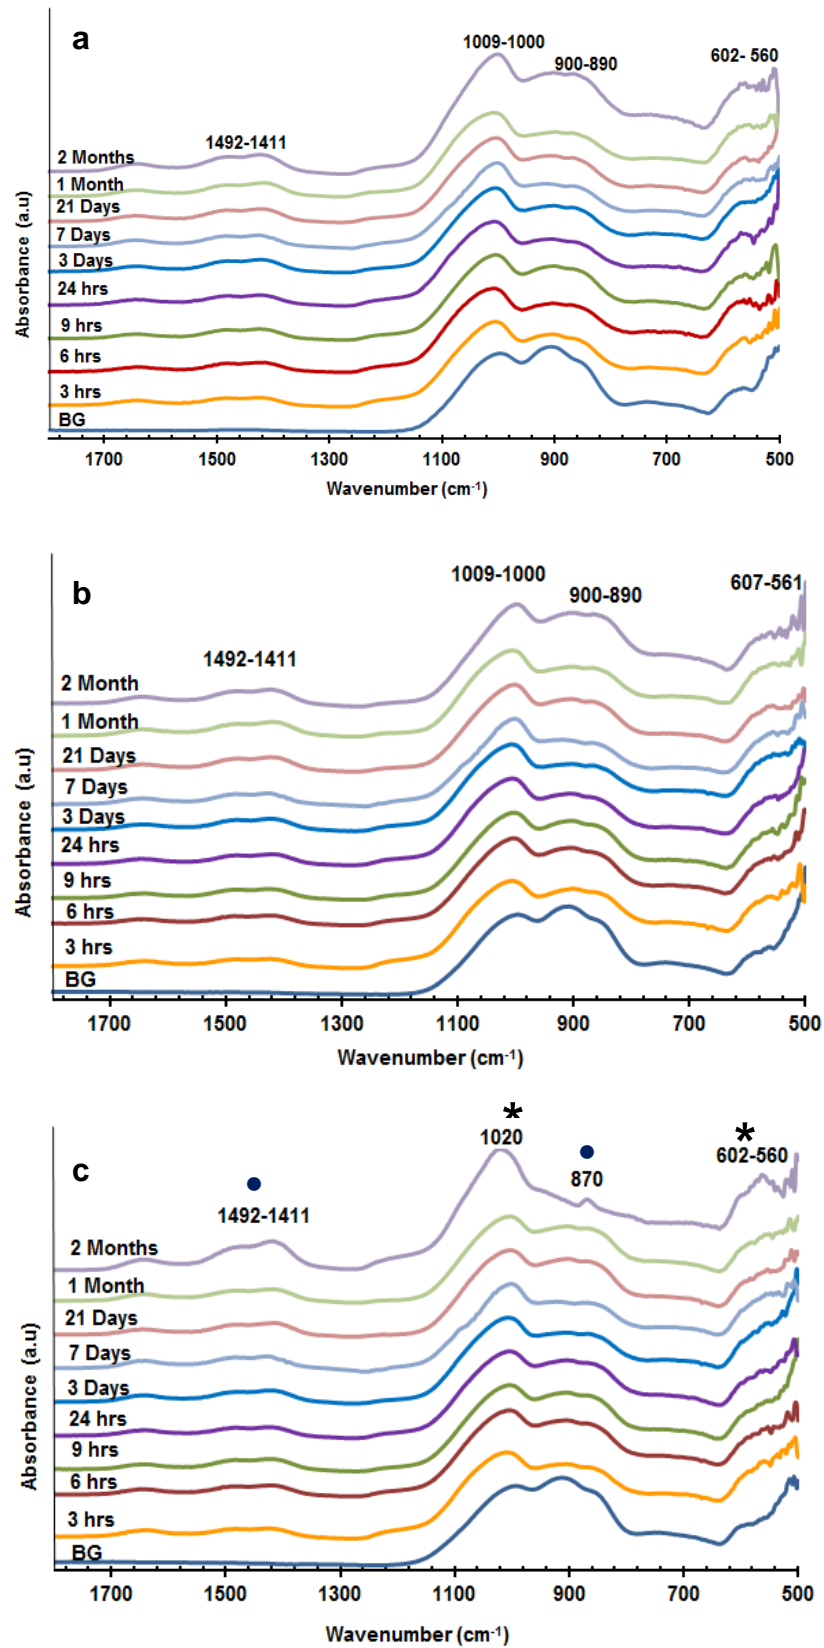 a
1009-1000
900-890
602- 560
1492-1411
2 Months
1 Month
21 Days
7 Days
3 Days
24 hrs
9 hrs
6 hrs
3 hrs
BG
Absorbance (a.u)
1700 1500 1300 1100 900 700 500
Wavenumber (cm-1)
b
1009-1000
900-890
607-561
1492-1411
2 Month
1 Month
21 Days
7 Days
3 Days
24 hrs
9 hrs
6 hrs
3 hrs
BG
Absorbance (a.u)
1700 1500 1300 1100 900 700 500
Wavenumber (cm-1)
c
* *
1020
602-560
870
1492-1411
2 Months
1 Month
21 Days
7 Days
3 Days
24 hrs
9 hrs
6 hrs
3 hrs
BG
Absorbance (a.u)
1700 1500 1300 1100 900 700 500
Wavenumber (cm-1)